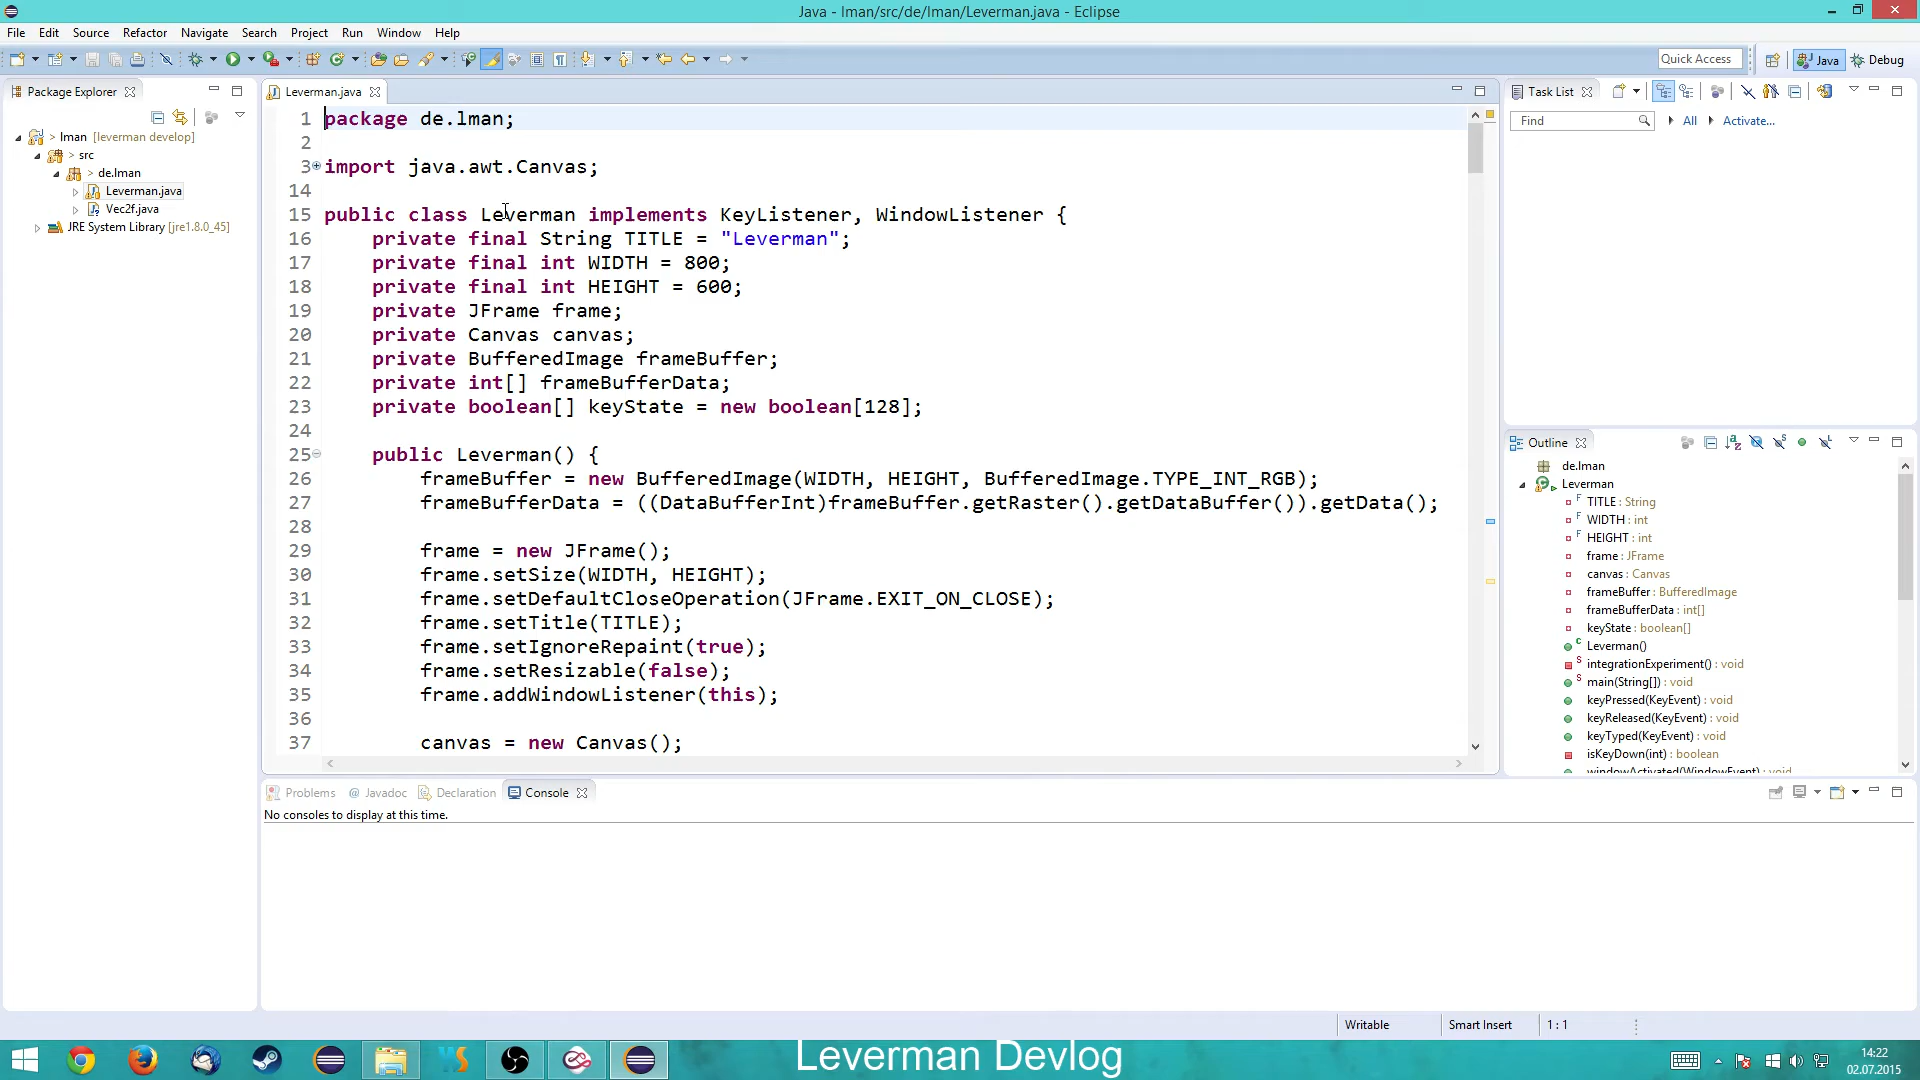 Java - lman/src/de/lman/Leverman.java - Eclipse
File Edit Source Refactor Navigate Search Project Run Window Help
Quick Access Java Debug
Package Explorer
> lman [leverman develop]
> src
> de.lman
Leverman.java
Vec2f.java
JRE System Library [jre1.8.0_45]
Leverman.java
1 package de.lman;
2
3 import java.awt.Canvas;
14
15 public class Leverman implements KeyListener, WindowListener {
16 private final String TITLE = "Leverman";
17 private final int WIDTH = 800;
18 private final int HEIGHT = 600;
19 private JFrame frame;
20 private Canvas canvas;
21 private BufferedImage frameBuffer;
22 private int[] frameBufferData;
23 private boolean[] keyState = new boolean[128];
24
25 public Leverman() {
26 frameBuffer = new BufferedImage(WIDTH, HEIGHT, BufferedImage.TYPE_INT_RGB);
27 frameBufferData = ((DataBufferInt)frameBuffer.getRaster().getDataBuffer()).getData();
28
29 frame = new JFrame();
30 frame.setSize(WIDTH, HEIGHT);
31 frame.setDefaultCloseOperation(JFrame.EXIT_ON_CLOSE);
32 frame.setTitle(TITLE);
33 frame.setIgnoreRepaint(true);
34 frame.setResizable(false);
35 frame.addWindowListener(this);
36
37 canvas = new Canvas();
Task List
Find All Activate...
Outline
de.lman
Leverman
TITLE : String
WIDTH : int
HEIGHT : int
frame : JFrame
canvas : Canvas
frameBuffer : BufferedImage
frameBufferData : int[]
keyState : boolean[]
Leverman()
integrationExperiment() : void
main(String[]) : void
keyPressed(KeyEvent) : void
keyReleased(KeyEvent) : void
keyTyped(KeyEvent) : void
isKeyDown(int) : boolean
windowActivated(WindowEvent) : void
Problems @ Javadoc Declaration Console
No consoles to display at this time.
Writable Smart Insert 1 : 1
Leverman Devlog
14:22
02.07.2015